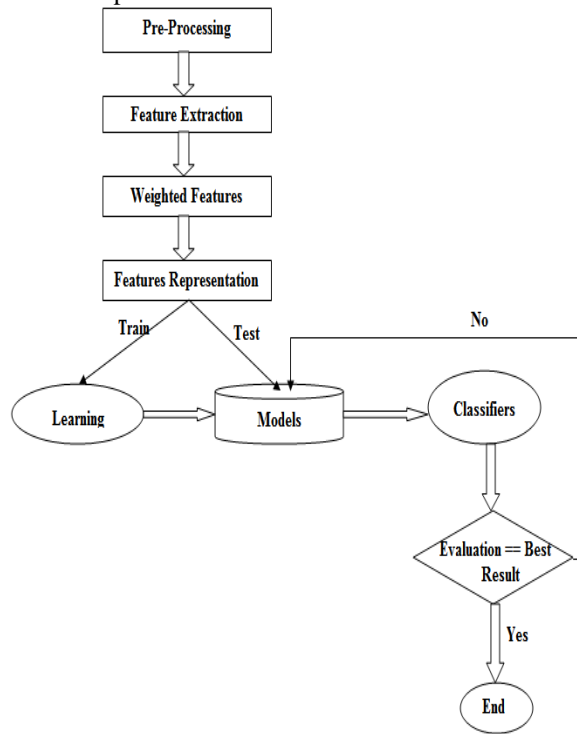 Pre-Processing
Feature Extraction
Weighted Features
Features Representation
Train
Test
No
Learning
Models
Classifiers
Evaluation == Best
Result
Yes
End